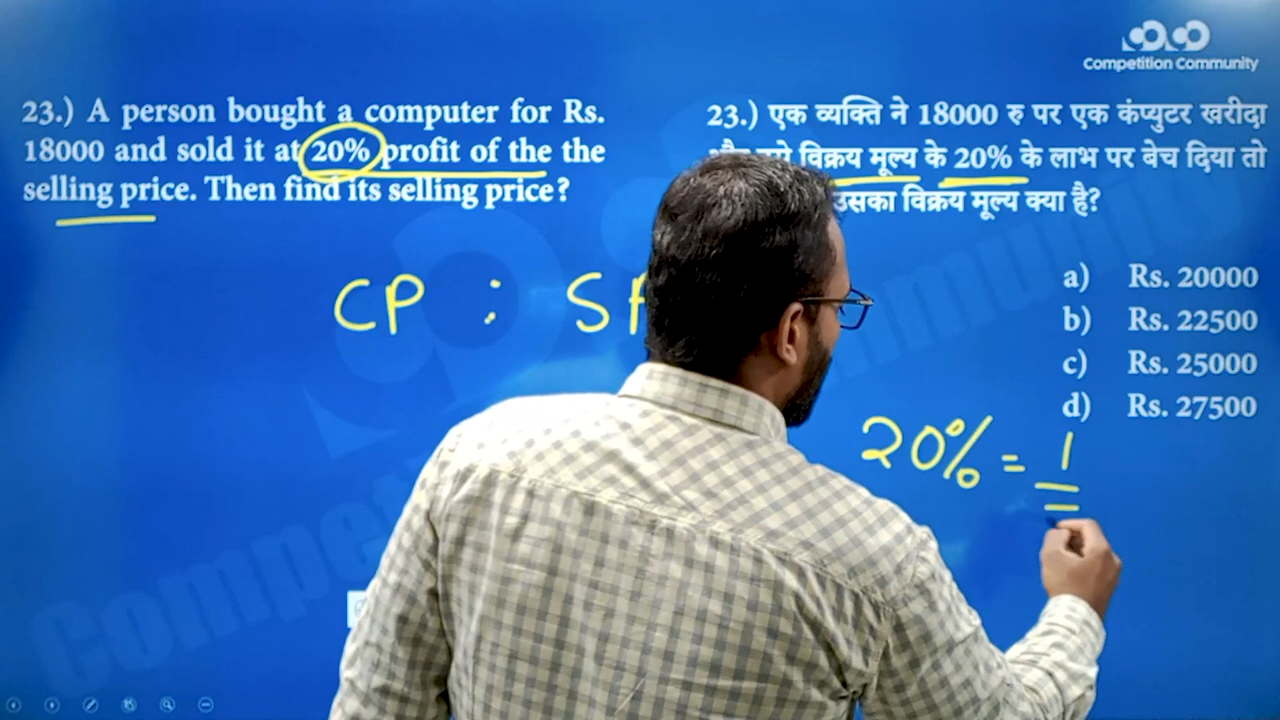 Competition Community
23.) A person bought a computer for Rs.
18000 and sold it at 20% profit of the the
selling price. Then find its selling price?
23.) एक व्यक्ति ने 18000 रु पर एक कंप्युटर खरीदा
विक्रय मूल्य के 20% के लाभ पर बेच दिया तो
उसका विक्रय मूल्य क्या है?
a) Rs. 20000
b) Rs. 22500
c) Rs. 25000
d) Rs. 27500
CP : S
20% = 1